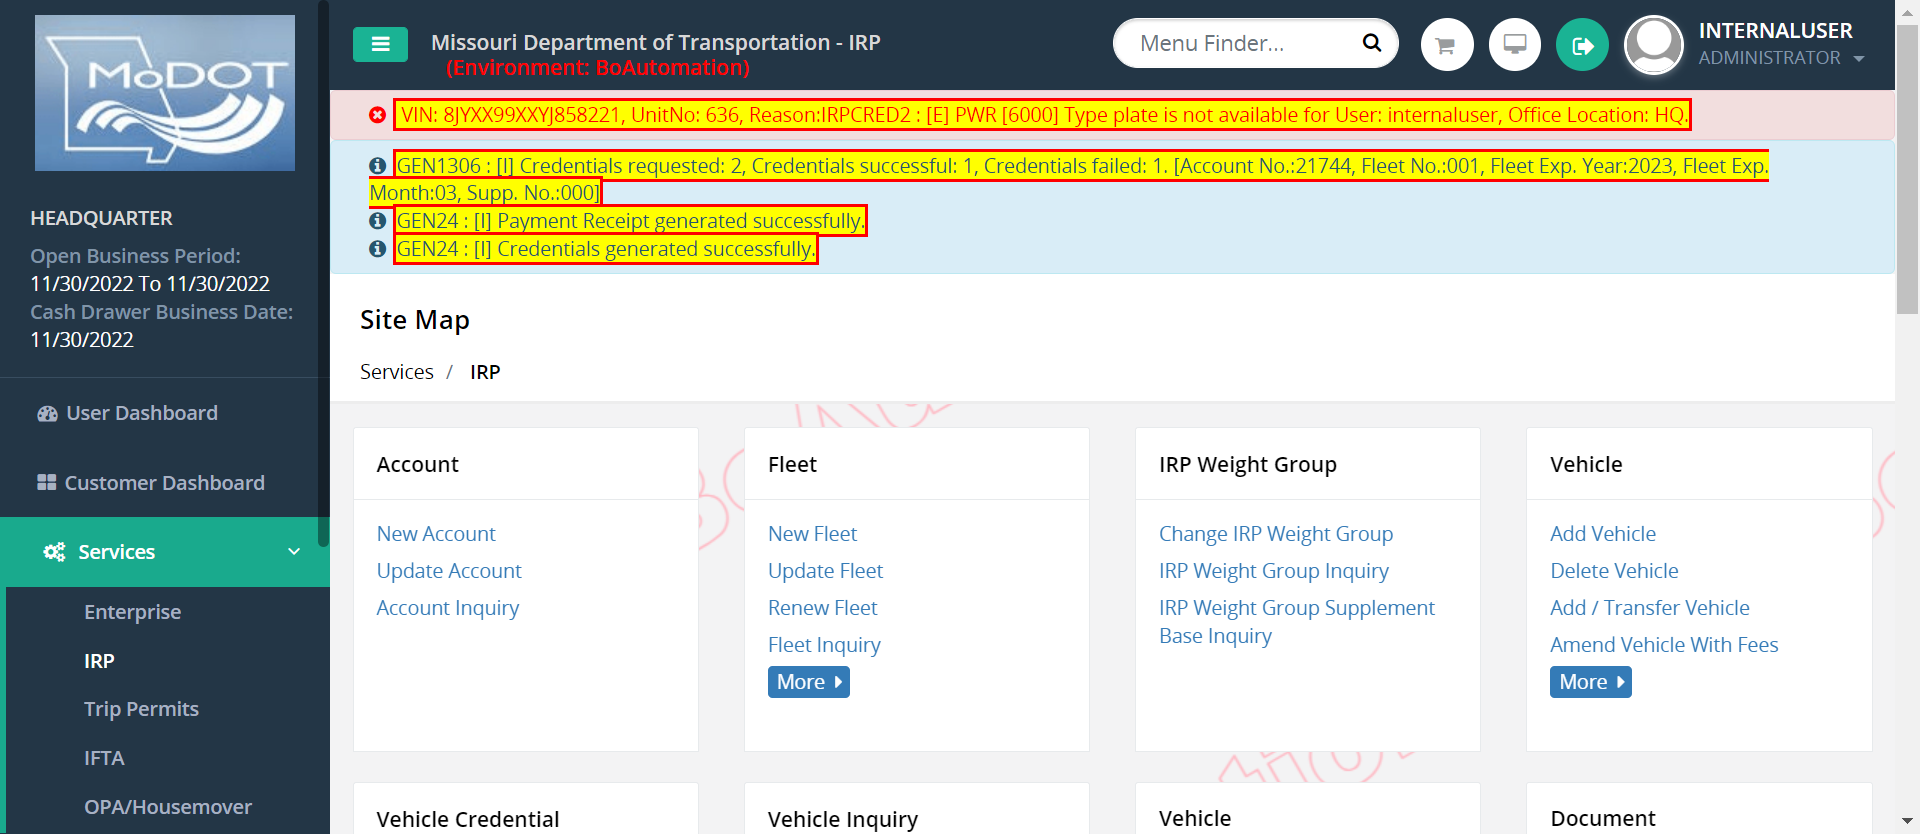 MoDOT
Missouri Department of Transportation - IRP
(Environment: BoAutomation)
Menu Finder...
INTERNALUSER
ADMINISTRATOR
VIN: 8JYXX99XXYJ858221, UnitNo: 636, Reason:IRPCRED2 : [E] PWR [6000] Type plate is not available for User: internaluser, Office Location: HQ.
GEN1306 : [I] Credentials requested: 2, Credentials successful: 1, Credentials failed: 1. [Account No.:21744, Fleet No.:001, Fleet Exp. Year:2023, Fleet Exp.
Month:03, Supp. No.:000]
GEN24 : [I] Payment Receipt generated successfully.
GEN24 : [I] Credentials generated successfully.
HEADQUARTER
Open Business Period:
11/30/2022 To 11/30/2022
Cash Drawer Business Date:
11/30/2022
User Dashboard
Customer Dashboard
Services
Enterprise
IRP
Trip Permits
IFTA
OPA/Housemover
Site Map
Services / IRP
Account
New Account
Update Account
Account Inquiry
Fleet
New Fleet
Update Fleet
Renew Fleet
Fleet Inquiry
More
IRP Weight Group
Change IRP Weight Group
IRP Weight Group Inquiry
IRP Weight Group Supplement
Base Inquiry
Vehicle
Add Vehicle
Delete Vehicle
Add / Transfer Vehicle
Amend Vehicle With Fees
More
Vehicle Credential
Vehicle Inquiry
Vehicle
Document